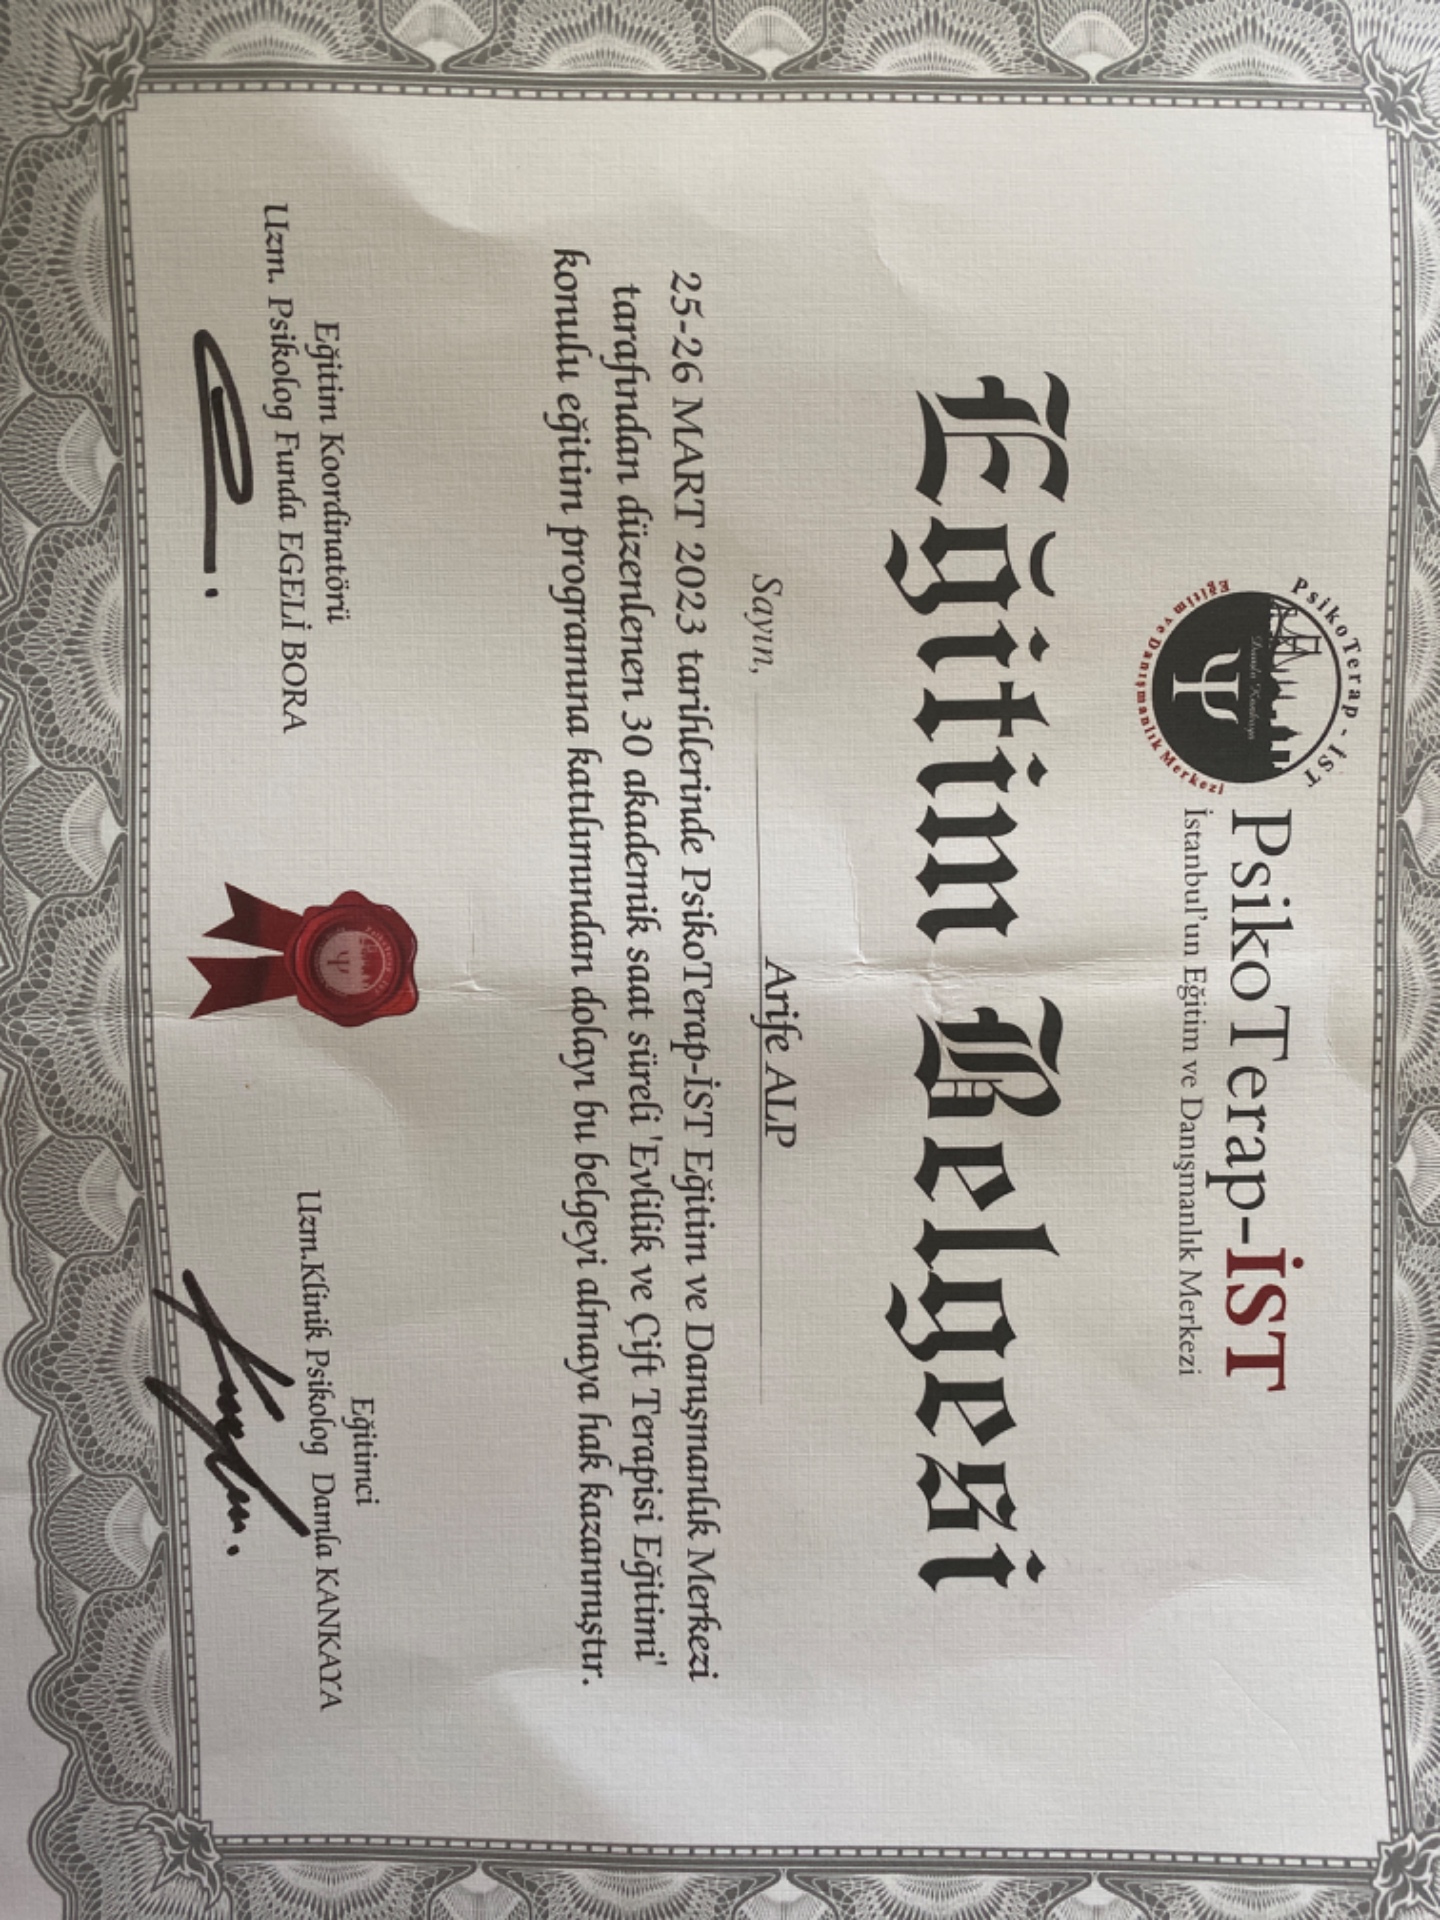 PsikoTerap - İST
Eğitim ve Danışmanlık Merkezi
PsikoTerap-İST
İstanbul'un Eğitim ve Danışmanlık Merkezi
Eğitim Belgesi
Sayın,
Arife ALP
25-26 MART 2023 tarihlerinde PsikoTerap-İST Eğitim ve Danışmanlık Merkezi
tarafından düzenlenen 30 akademik saat süreli 'Evlilik ve Çift Terapisi Eğitimi'
konulu eğitim programına katılımından dolayı bu belgeyi almaya hak kazanmıştır.
Eğitim Koordinatörü
Uzm. Psikolog Funda EGELİ BORA
Eğitimci
Uzm.Klinik Psikolog Damla KANKAYA